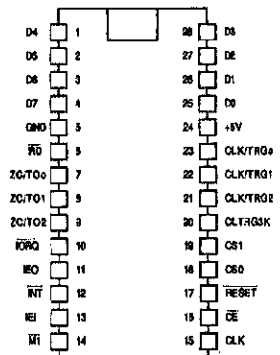 D4 1 28 D3
D5 2 27 D2
D6 3 26 D1
D7 4 25 D0
GND 5 24 +5V
RD 6 23 CLK/TRG0
ZC/TO0 7 22 CLK/TRG1
ZC/TO1 8 21 CLK/TRG2
ZC/TO2 9 20 CLTRG3K
IORQ 10 19 CS1
IEO 11 18 CS0
INT 12 17 RESET
IEI 13 16 CE
M1 14 15 CLK